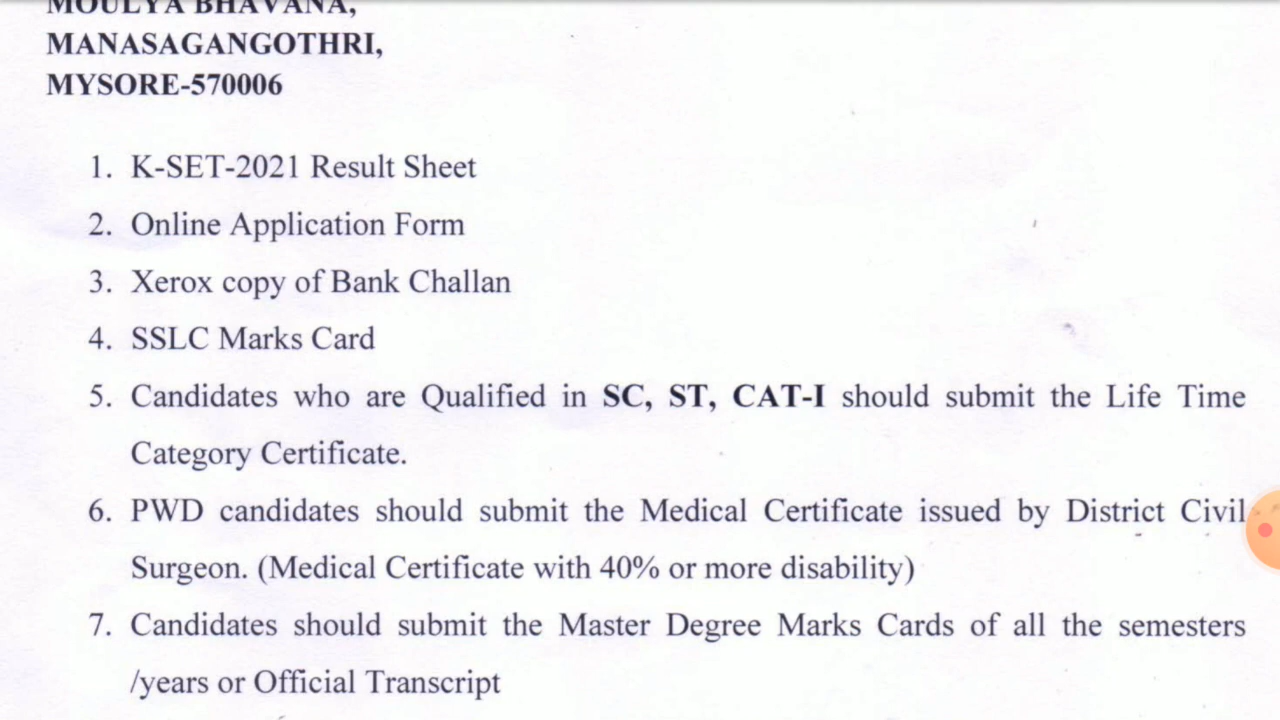 MOULYA BHAVANA,
MANASAGANGOTHRI,
MYSORE-570006
1. K-SET-2021 Result Sheet
2. Online Application Form
3. Xerox copy of Bank Challan
4. SSLC Marks Card
5. Candidates who are Qualified in SC, ST, CAT-I should submit the Life Time
Category Certificate.
6. PWD candidates should submit the Medical Certificate issued by District Civil
Surgeon. (Medical Certificate with 40% or more disability)
7. Candidates should submit the Master Degree Marks Cards of all the semesters
/years or Official Transcript